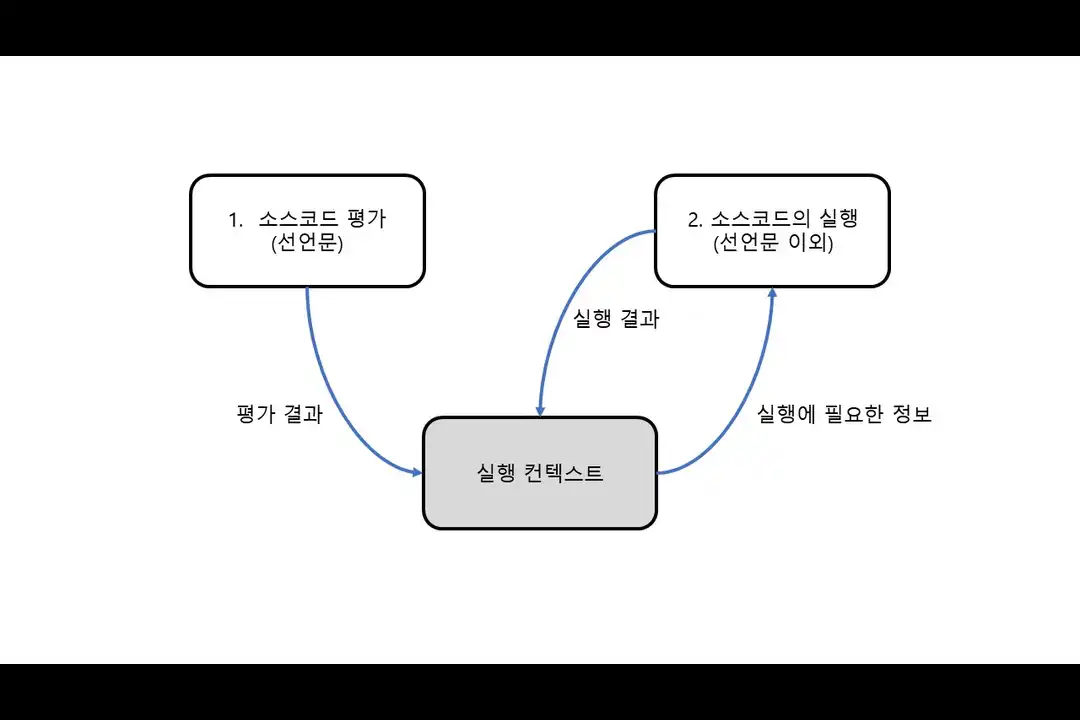 1. 소스코드 평가
(선언문)
2. 소스코드의 실행
(선언문 이외)
실행 결과
평가 결과
실행에 필요한 정보
실행 컨텍스트